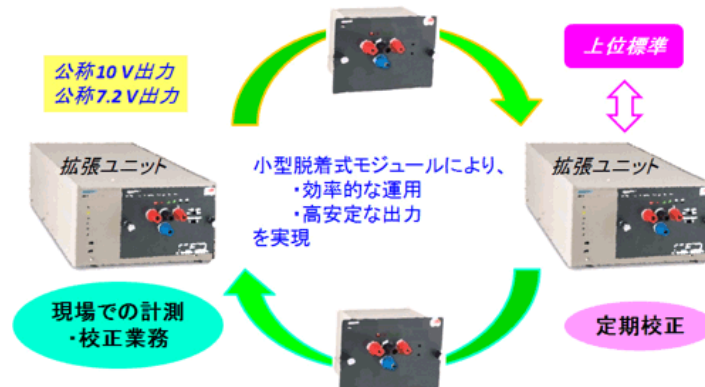 公称10 V出力
公称7.2 V出力
上位標準
拡張ユニット
小型脱着式モジュールにより、
・効率的な運用
・高安定な出力
を実現
拡張ユニット
現場での計測
・校正業務
定期校正